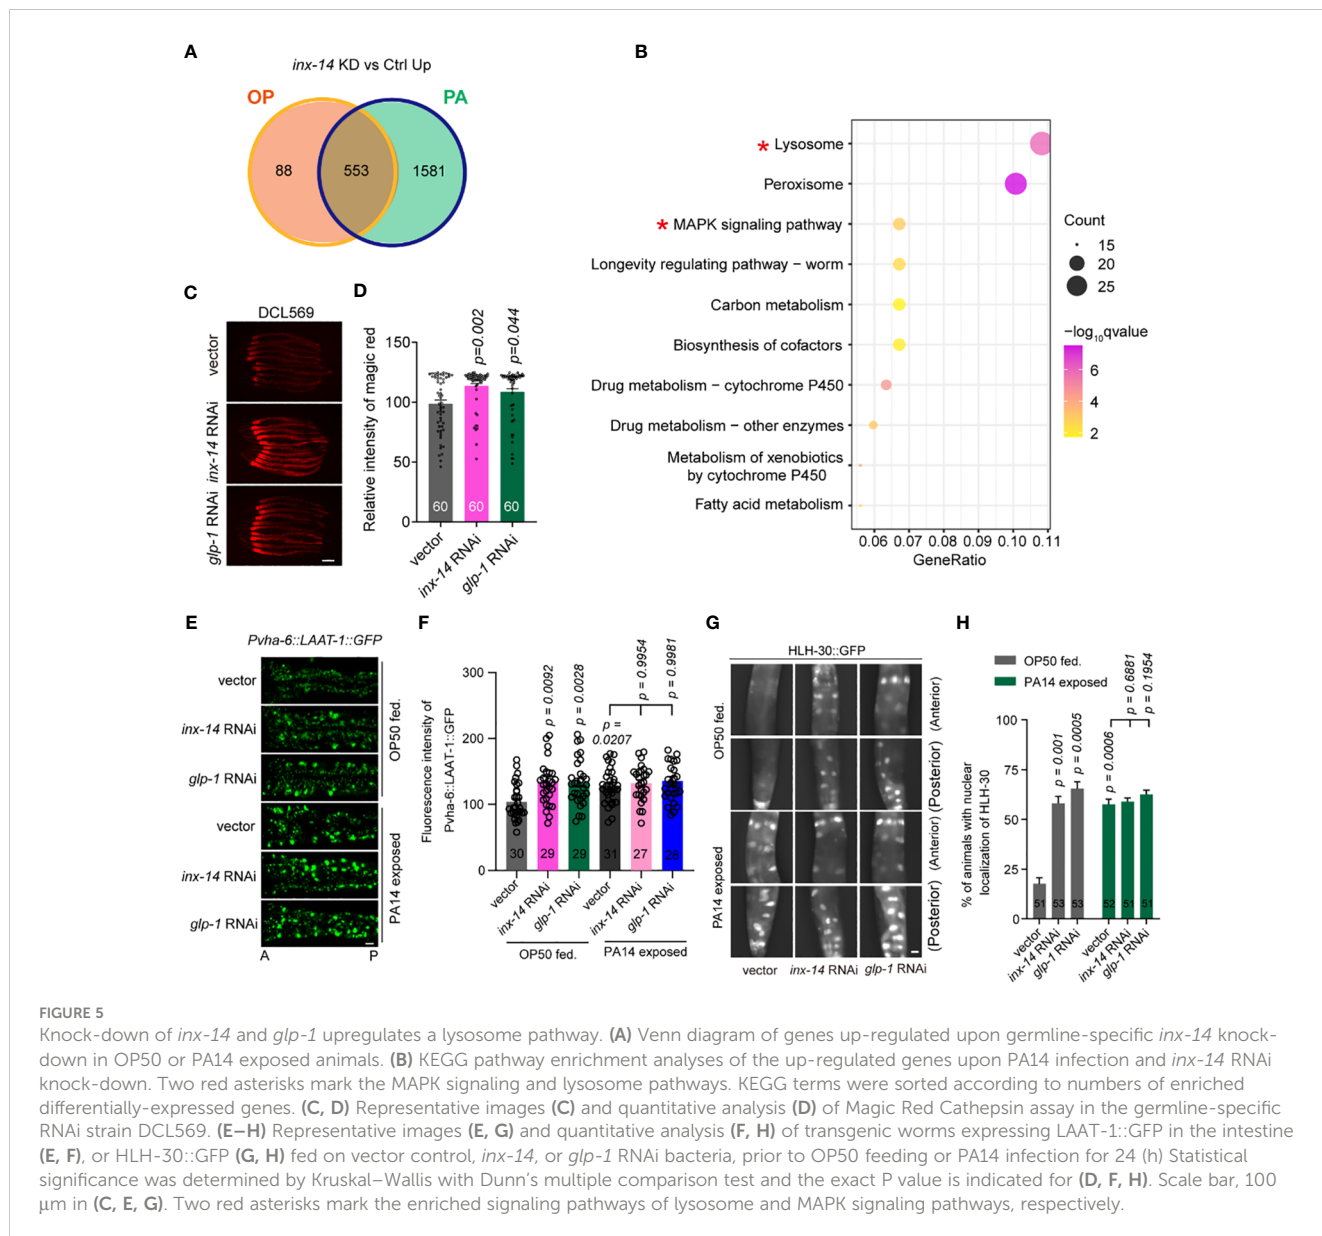 A
inx-14 KD vs Ctrl Up
OP
PA
88
553
1581
B
* Lysosome
Peroxisome
* MAPK signaling pathway
Longevity regulating pathway − worm
Carbon metabolism
Biosynthesis of cofactors
Drug metabolism − cytochrome P450
Drug metabolism − other enzymes
Metabolism of xenobiotics
by cytochrome P450
Fatty acid metabolism
0.06 0.07 0.08 0.09 0.10 0.11
GeneRatio
Count
15
20
25
−log10qvalue
6
4
2
C
DCL569
vector
inx-14 RNAi
glp-1 RNAi
D
Relative intensity of magic red
150
100
50
0
p=0.002
p=0.044
60
60
60
vector
inx-14 RNAi
glp-1 RNAi
E
Pvha-6::LAAT-1::GFP
vector
inx-14 RNAi
glp-1 RNAi
vector
inx-14 RNAi
glp-1 RNAi
OP50 fed.
PA14 exposed
A
P
F
Fluorescence intensity of
Pvha-6::LAAT-1::GFP
300
200
100
0
p = 0.0092
p = 0.0028
p =
0.0207
p = 0.9954
p = 0.9981
30
29
29
31
27
28
vector
inx-14 RNAi
glp-1 RNAi
vector
inx-14 RNAi
glp-1 RNAi
OP50 fed.
PA14 exposed
G
HLH-30::GFP
OP50 fed.
PA14 exposed
(Anterior)
(Posterior)
(Anterior)
(Posterior)
vector
inx-14 RNAi
glp-1 RNAi
H
OP50 fed.
PA14 exposed
% of animals with nuclear
localization of HLH-30
100
75
50
25
0
p = 0.001
p = 0.0005
p = 0.0006
p = 0.6881
p = 0.1954
51
53
53
52
51
51
vector
inx-14 RNAi
glp-1 RNAi
vector
inx-14 RNAi
glp-1 RNAi
FIGURE 5
Knock-down of inx-14 and glp-1 upregulates a lysosome pathway. (A) Venn diagram of genes up-regulated upon germline-specific inx-14 knock-
down in OP50 or PA14 exposed animals. (B) KEGG pathway enrichment analyses of the up-regulated genes upon PA14 infection and inx-14 RNAi
knock-down. Two red asterisks mark the MAPK signaling and lysosome pathways. KEGG terms were sorted according to numbers of enriched
differentially-expressed genes. (C, D) Representative images (C) and quantitative analysis (D) of Magic Red Cathepsin assay in the germline-specific
RNAi strain DCL569. (E–H) Representative images (E, G) and quantitative analysis (F, H) of transgenic worms expressing LAAT-1::GFP in the intestine
(E, F), or HLH-30::GFP (G, H) fed on vector control, inx-14, or glp-1 RNAi bacteria, prior to OP50 feeding or PA14 infection for 24 (h) Statistical
significance was determined by Kruskal–Wallis with Dunn’s multiple comparison test and the exact P value is indicated for (D, F, H). Scale bar, 100
μm in (C, E, G). Two red asterisks mark the enriched signaling pathways of lysosome and MAPK signaling pathways, respectively.